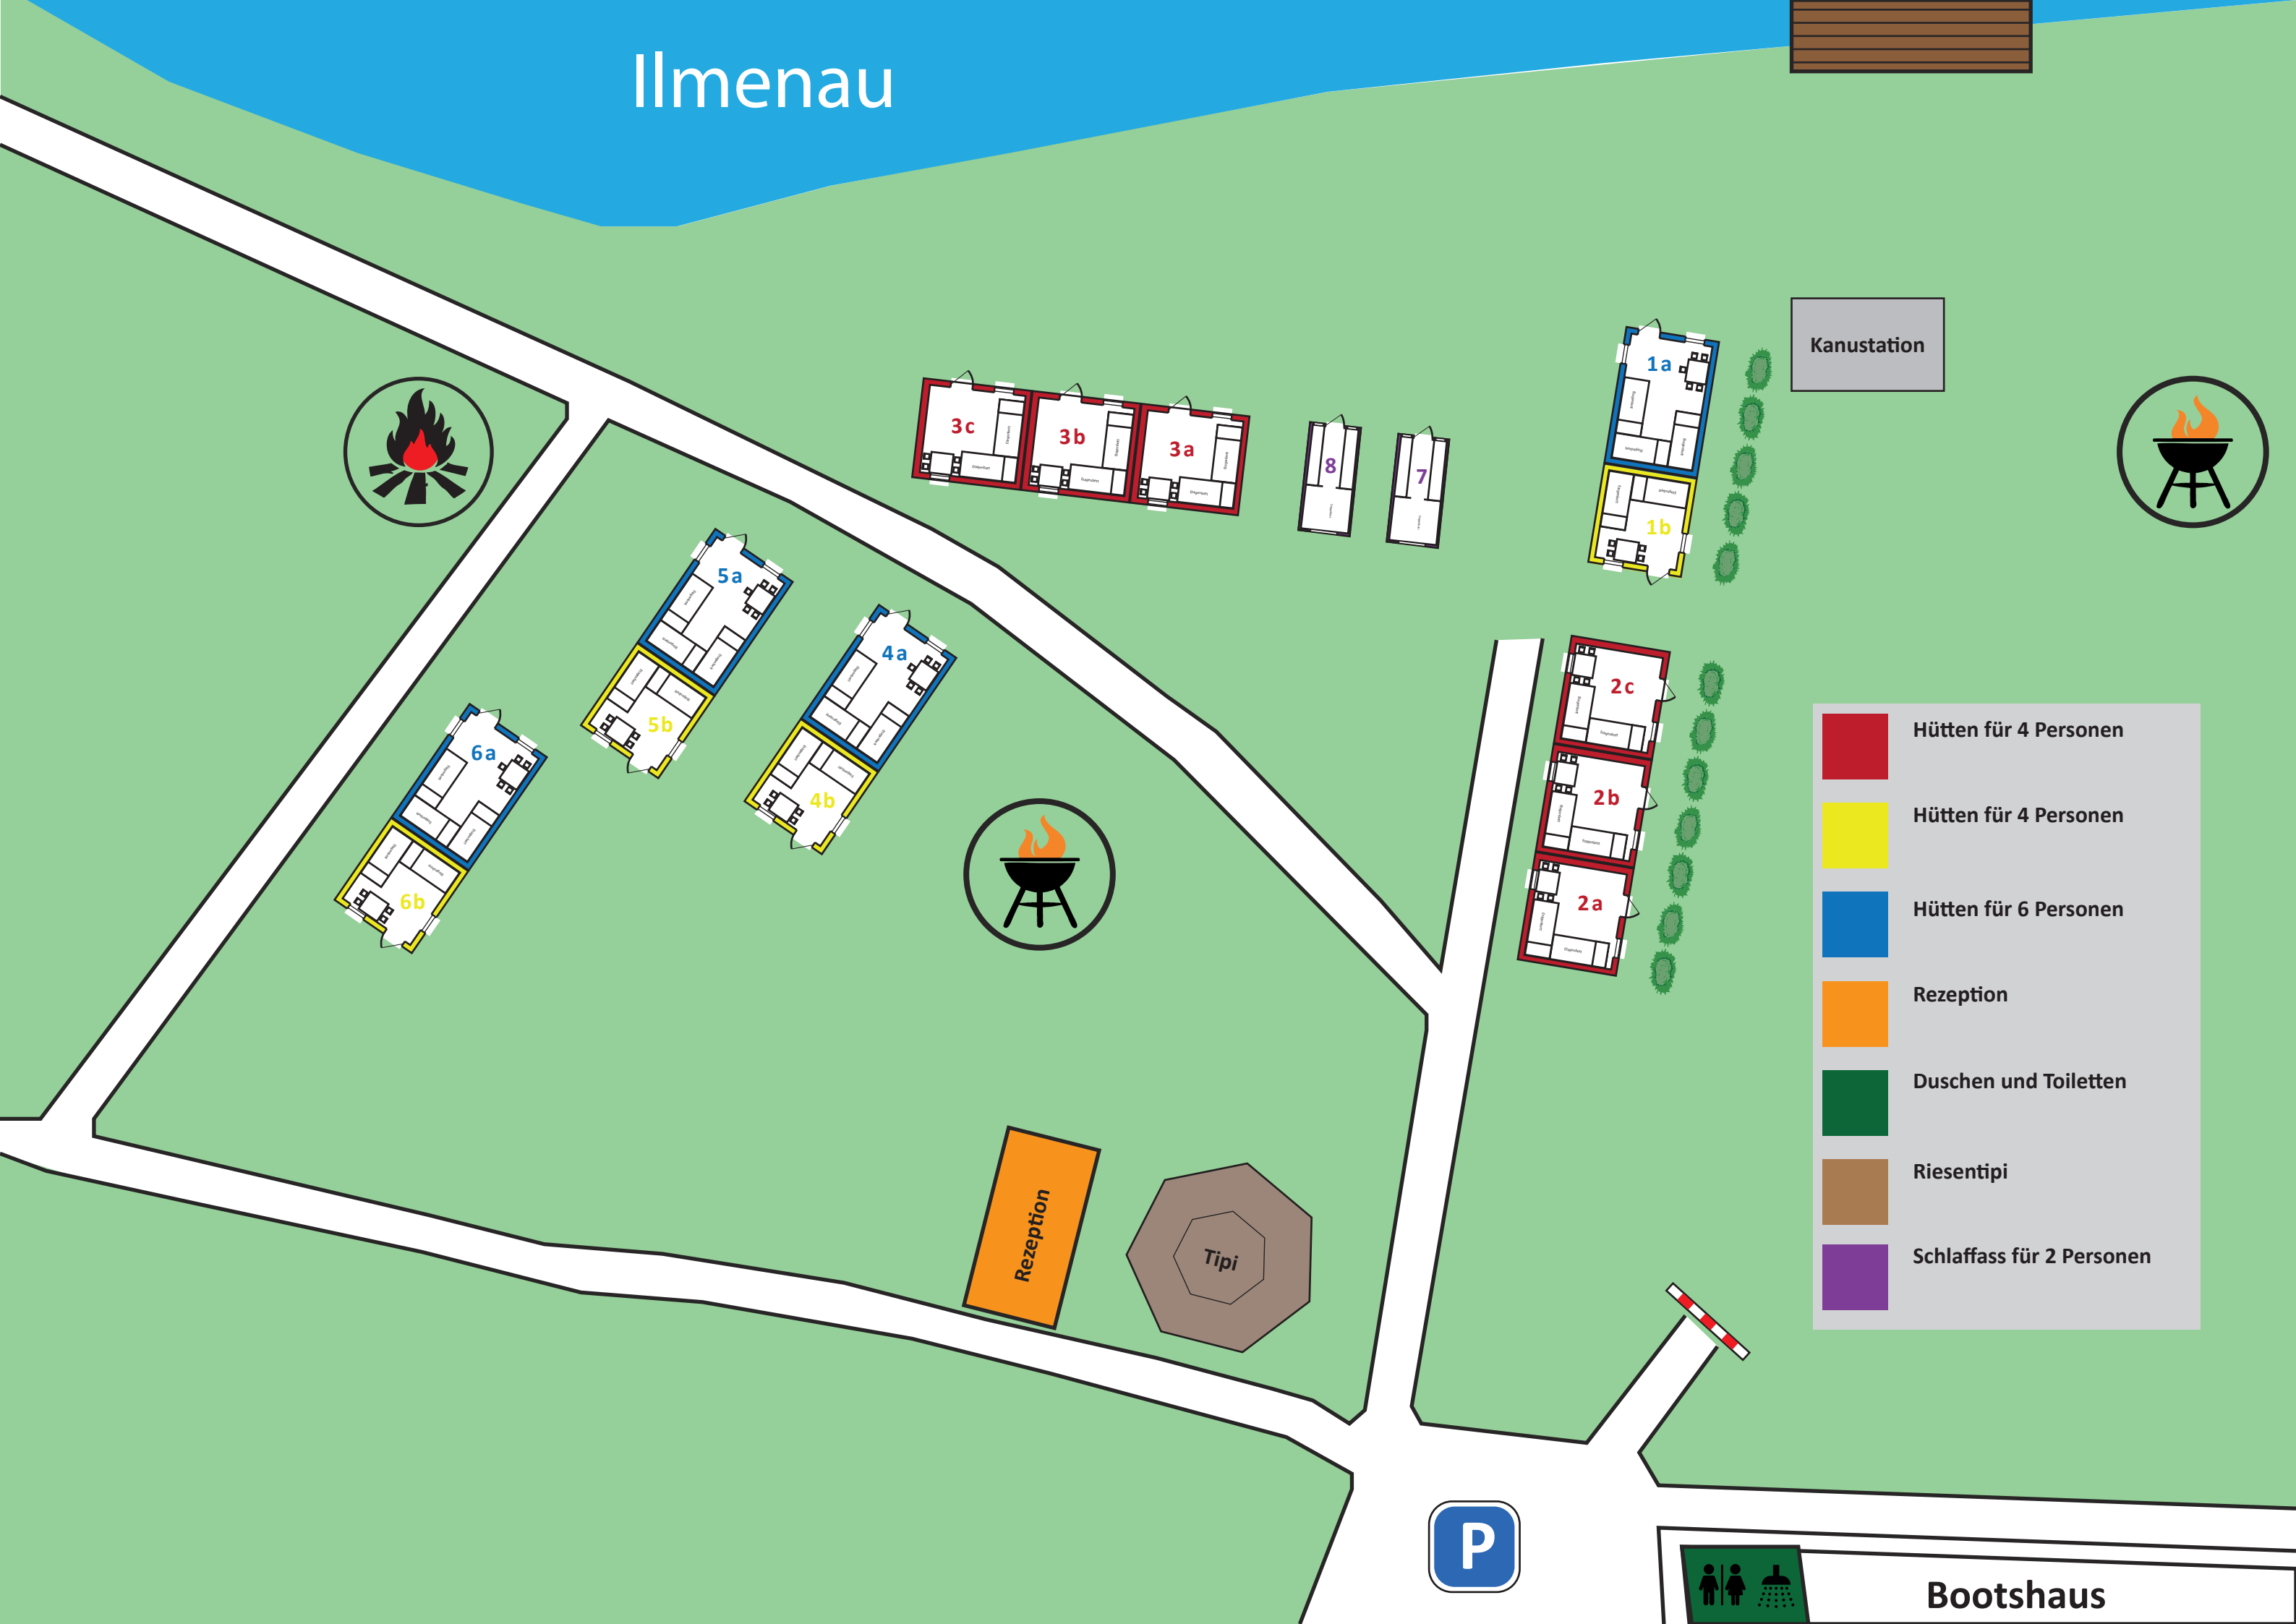 Ilmenau
Kanustation
1a
1b
3c
3b
3a
8
7
5a
5b
4a
4b
6a
6b
2c
2b
2a
Hütten für 4 Personen
Hütten für 4 Personen
Hütten für 6 Personen
Rezeption
Duschen und Toiletten
Riesentipi
Schlaffass für 2 Personen
Rezeption
Tipi
P
Bootshaus